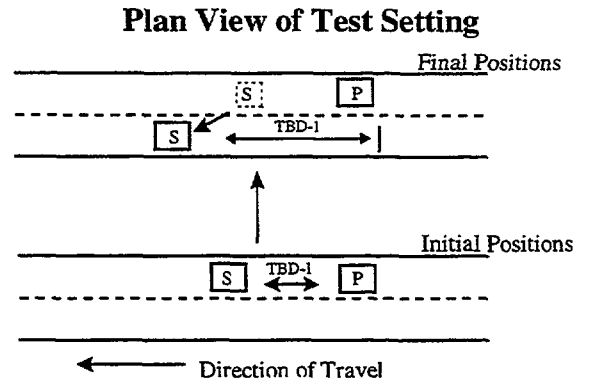 Plan View of Test Setting
Final Positions
S P
S TBD-1
Initial Positions
S TBD-1 P
Direction of Travel